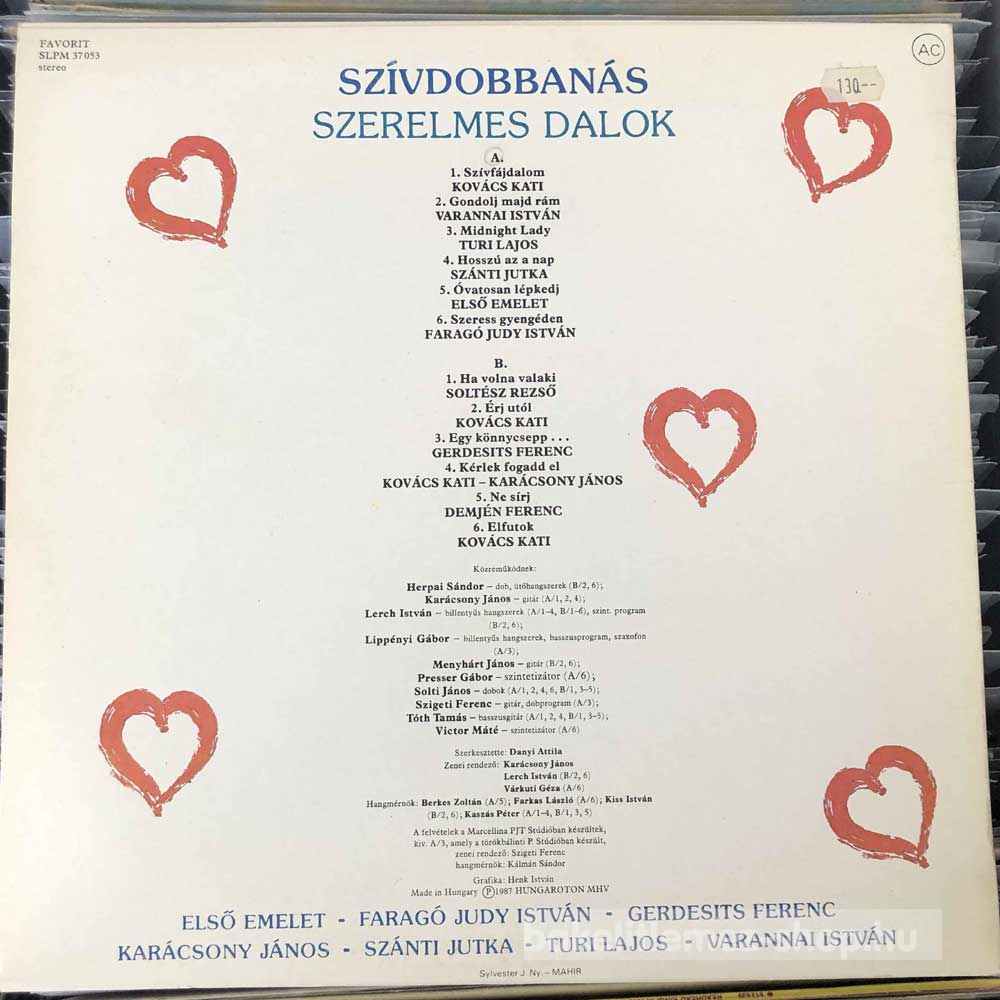 FAVORIT
SLPM 37053
stereo
AC
130.--
SZÍVDOBBANÁS
SZERELMES DALOK
A.
1. Szívfájdalom
KOVÁCS KATI
2. Gondolj majd rám
VARANNAI ISTVÁN
3. Midnight Lady
TURI LAJOS
4. Hosszú az a nap
SZÁNTI JUTKA
5. Óvatosan lépkedj
ELSŐ EMELET
6. Szeress gyengéden
FARAGÓ JUDY ISTVÁN
B.
1. Ha volna valaki
SOLTÉSZ REZSŐ
2. Érj utól
KOVÁCS KATI
3. Egy könnycsepp . . .
GERDESITS FERENC
4. Kérlek fogadd el
KOVÁCS KATI – KARÁCSONY JÁNOS
5. Ne sírj
DEMJÉN FERENC
6. Elfutok
KOVÁCS KATI
Közreműködnek:
Herpai Sándor – dob, ütőhangszerek (B/2, 6);
Karácsony János – gitár (A/1, 2, 4);
Lerch István – billentyűs hangszerek (A/1–4, B/1–6), szint. program
(B/2, 6);
Lippényi Gábor – billentyűs hangszerek, basszusprogram, szaxofon
(A/3);
Menyhárt János – gitár (B/2, 6);
Presser Gábor – szintetizátor (A/6);
Solti János – dobok (A/1, 2, 4, 6, B/1, 3–5);
Szigeti Ferenc – gitár, dobprogram (A/3);
Tóth Tamás – basszusgitár (A/1, 2, 4, B/1, 3–5);
Victor Máté – szintetizátor (A/6)
Szerkesztette: Danyi Attila
Zenei rendező: Karácsony János
Lerch István (B/2, 6)
Várkuti Géza (A/6)
Hangmérnök: Berkes Zoltán (A/5); Farkas László (A/6); Kiss István
(B/2, 6); Kaszás Péter (A/1–4, B/1, 3, 5)
A felvételek a Marcellina PJT Stúdióban készültek,
kiv. A/3, amely a törökbálinti P. Stúdióban készült,
zenei rendező: Szigeti Ferenc
hangmérnök: Kálmán Sándor
Grafika: Henk István
Made in Hungary Ⓟ 1987 HUNGAROTON MHV
ELSŐ EMELET - FARAGÓ JUDY ISTVÁN - GERDESITS FERENC
KARÁCSONY JÁNOS - SZÁNTI JUTKA - TURI LAJOS - VARANNAI ISTVÁN
Sylvester J. Ny. – MAHIR